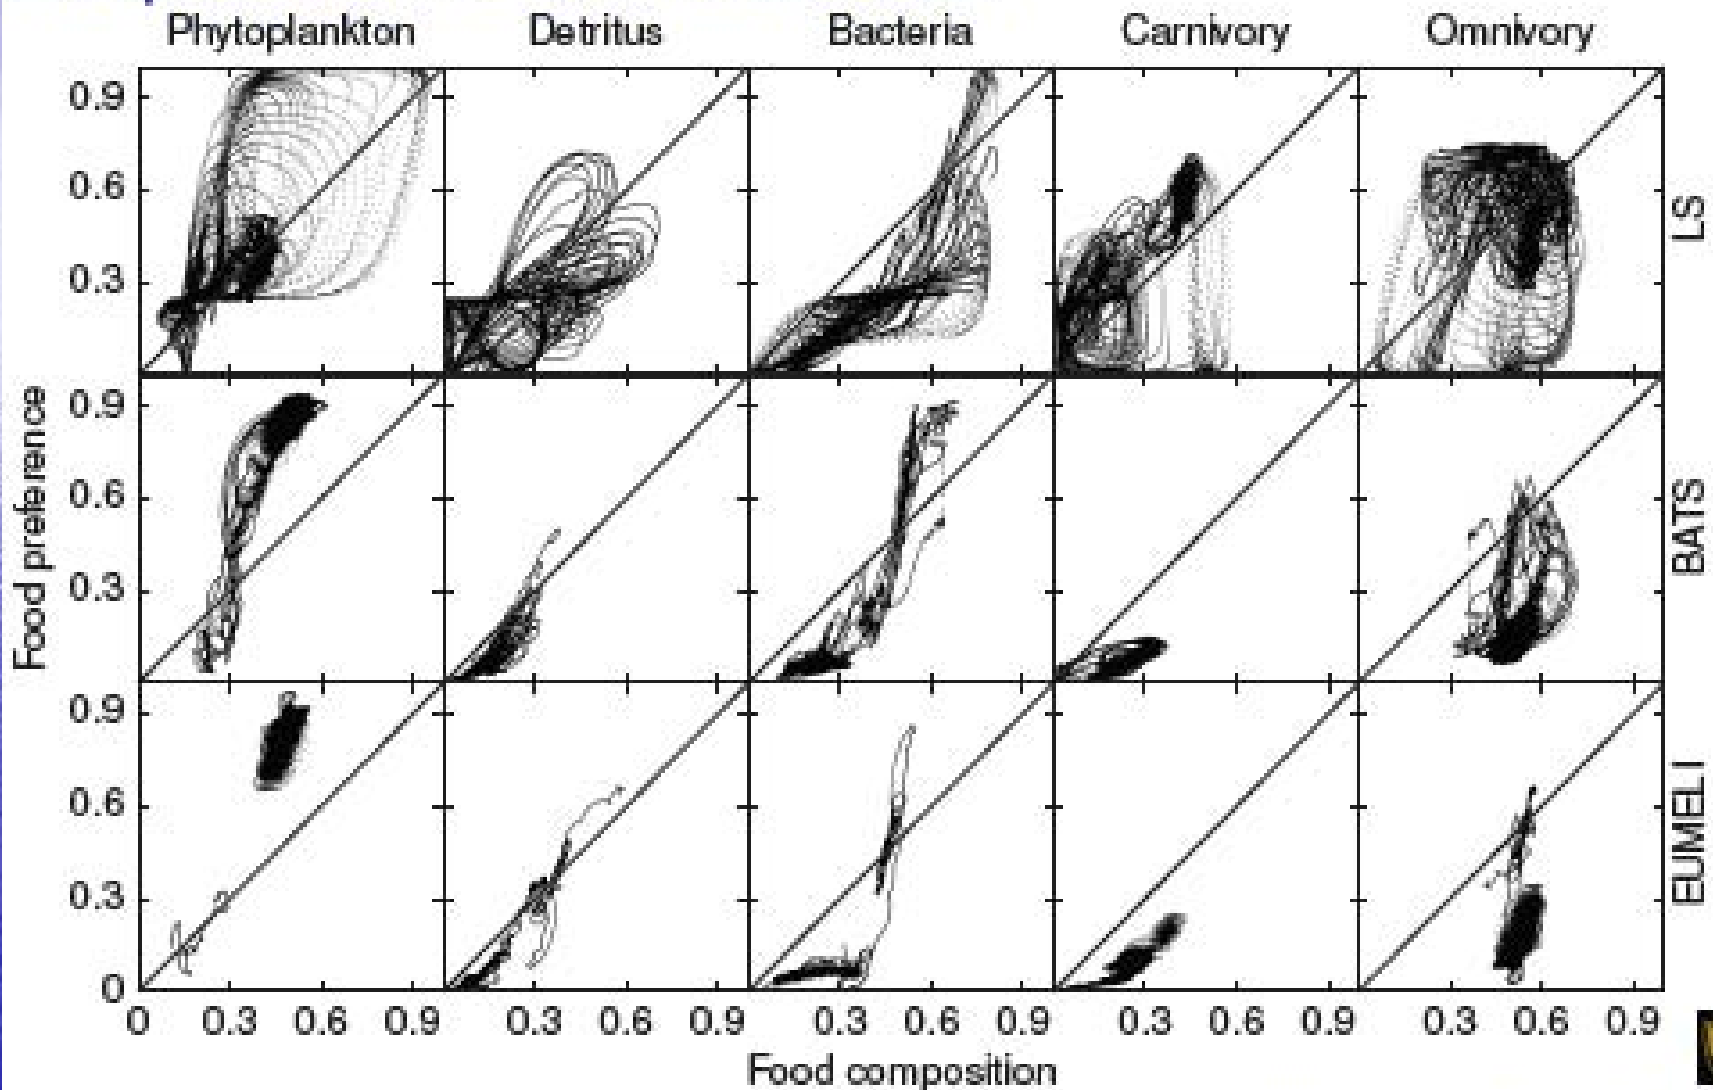 Phytoplankton Detritus Bacteria Carnivory Omnivory
0.9
0.6
0.3
LS
0.9
0.6
0.3
BATS
Food preference
0.9
0.6
0.3
0
EUMELI
0 0.3 0.6 0.9 0.3 0.6 0.9 0.3 0.6 0.9 0.3 0.6 0.9 0.3 0.6 0.9
Food composition